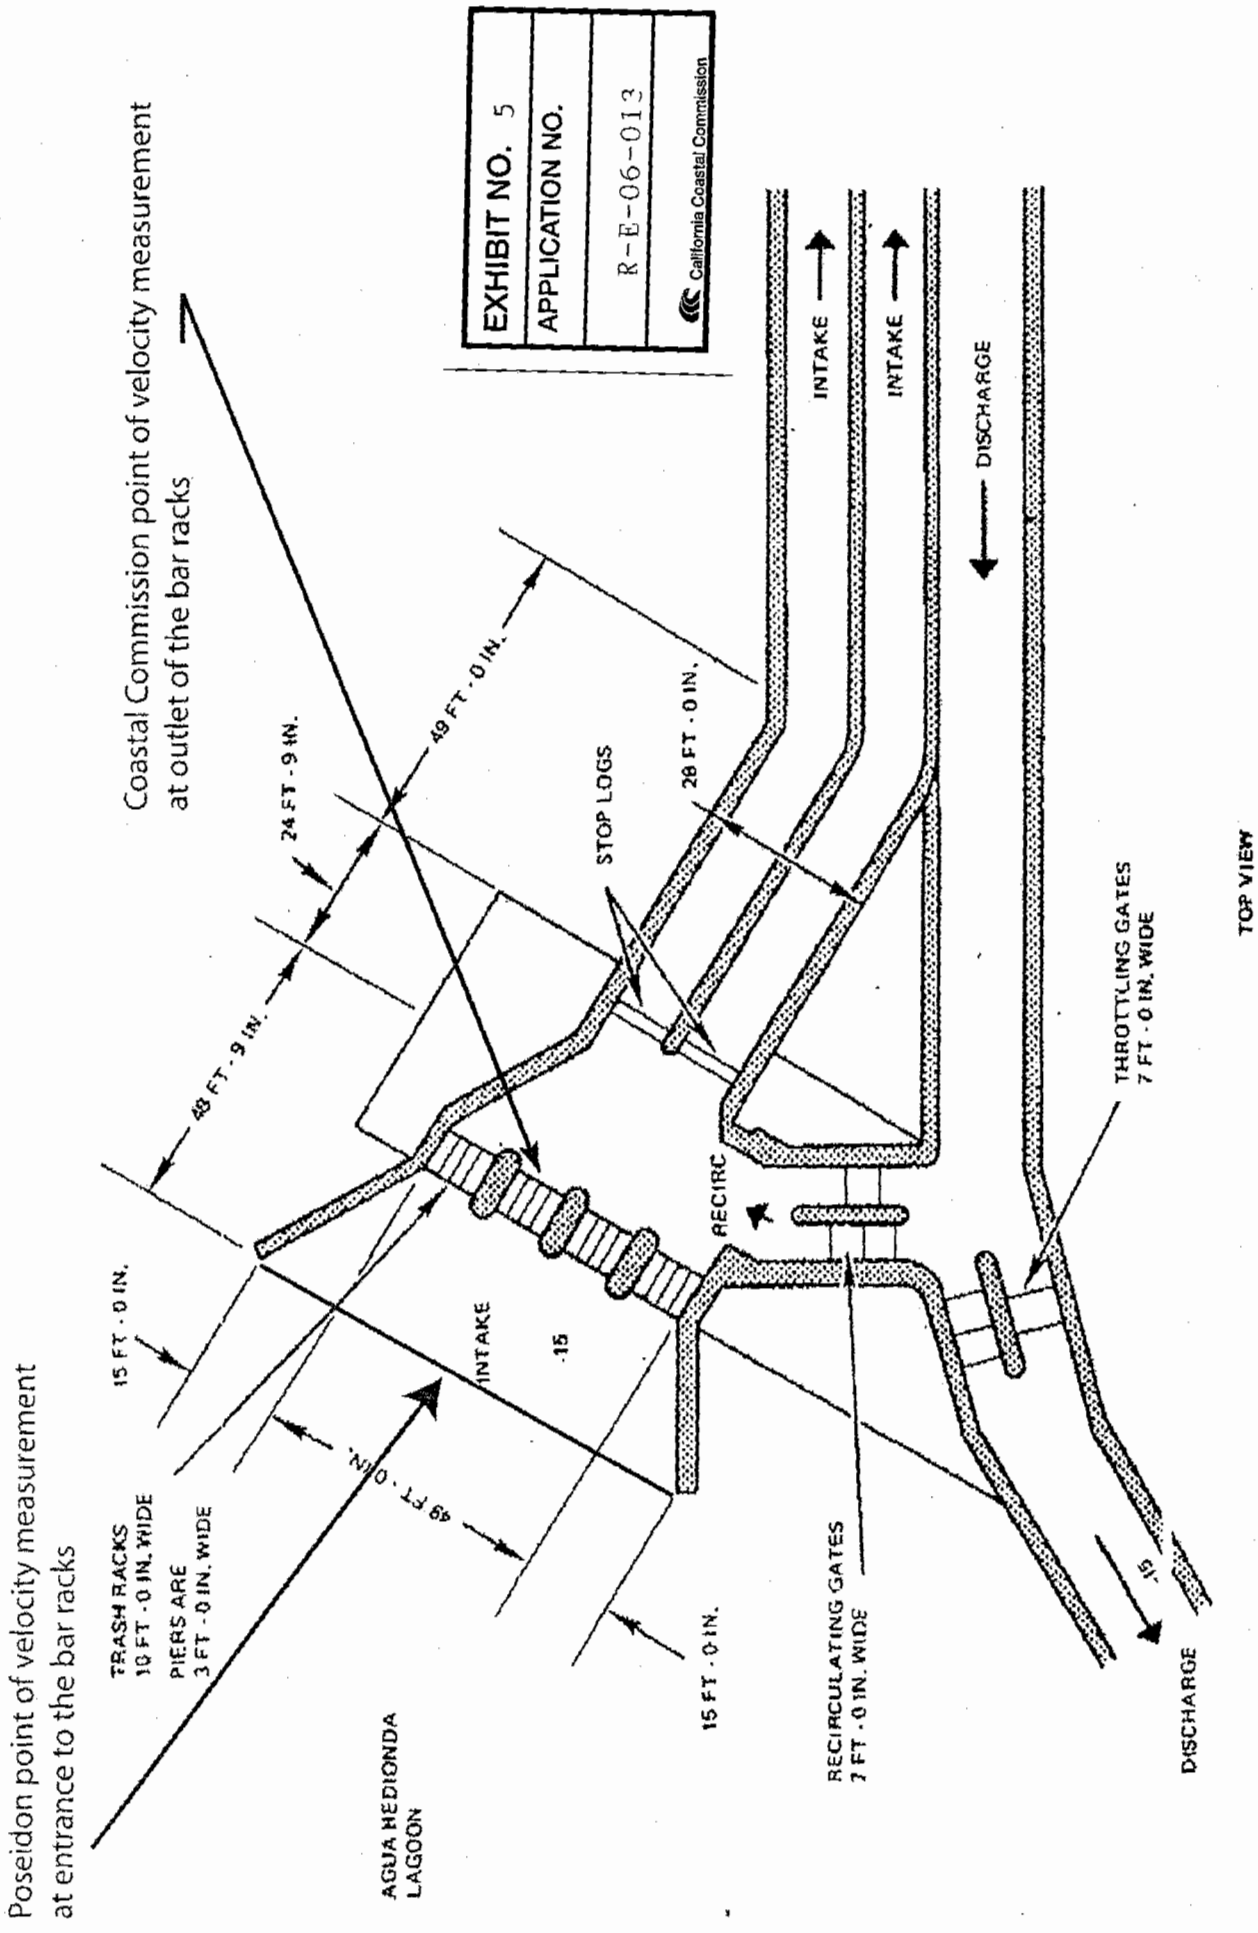 Poseidon point of velocity measurement
at entrance to the bar racks
Coastal Commission point of velocity measurement
at outlet of the bar racks
EXHIBIT NO. 5
APPLICATION NO.
R-E-06-013
California Coastal Commission
TRASH RACKS
10 FT - 0 IN. WIDE
PIERS ARE
3 FT - 0 IN. WIDE
15 FT - 0 IN.
48 FT - 9 IN.
24 FT - 9 IN.
49 FT - 0 IN.
49 FT - 0 IN.
INTAKE
-15
AGUA HEDIONDA
LAGOON
15 FT - 0 IN.
STOP LOGS
28 FT - 0 IN.
INTAKE
INTAKE
DISCHARGE
RECIRC
RECIRCULATING GATES
7 FT - 0 IN. WIDE
THROTTLING GATES
7 FT - 0 IN. WIDE
-15
DISCHARGE
TOP VIEW